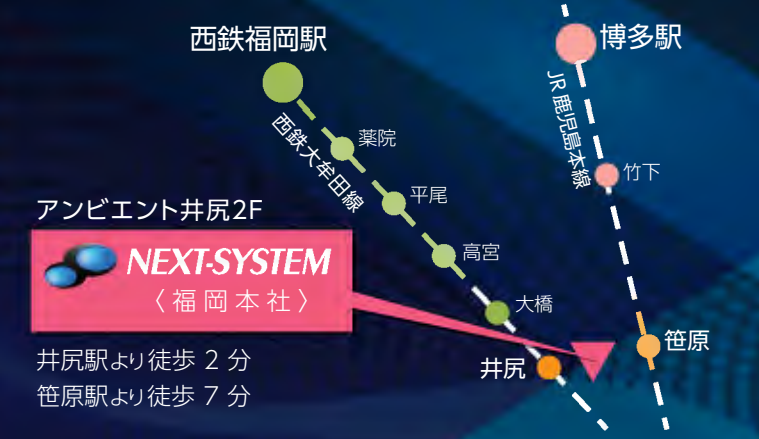 西鉄福岡駅
博多駅
JR鹿児島本線
西鉄大牟田線
薬院
竹下
平尾
アンビエント井尻2F
NEXT-SYSTEM
〈福岡本社〉
高宮
大橋
笹原
井尻
井尻駅より徒歩 2 分
笹原駅より徒歩 7 分